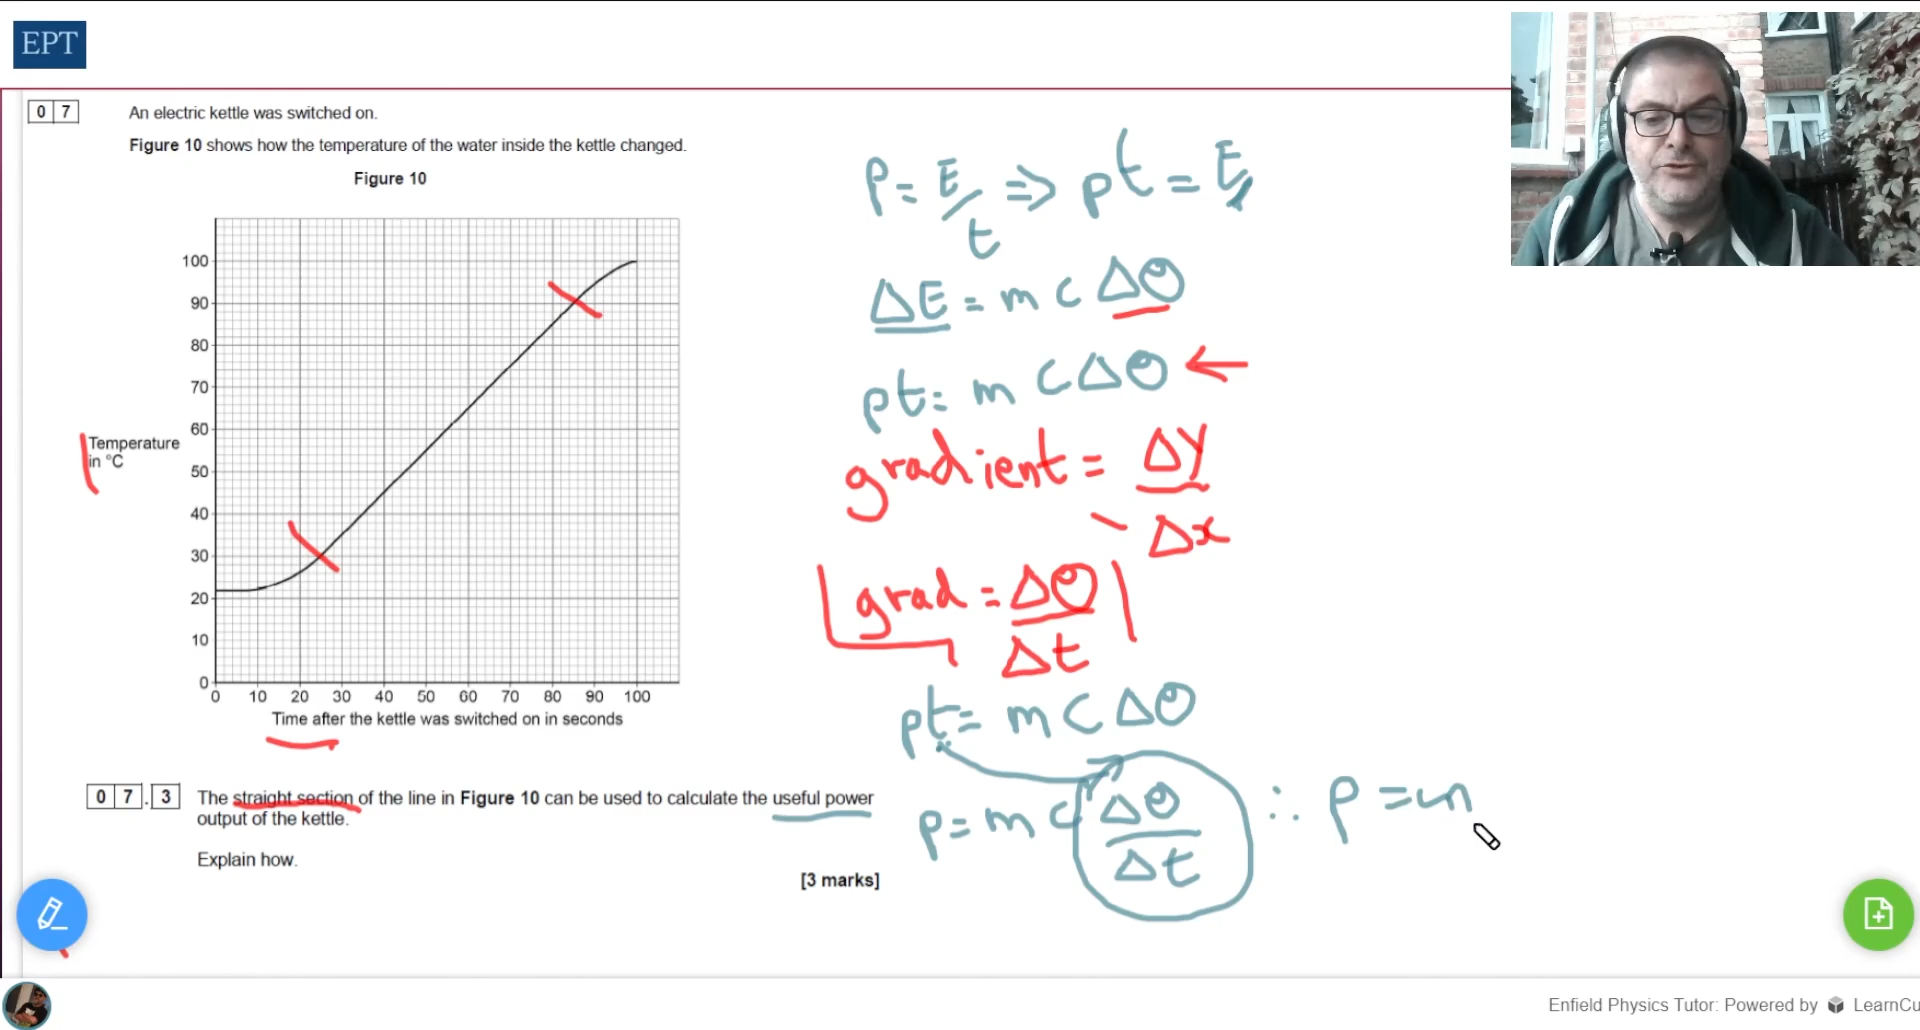 EPT
0 7 An electric kettle was switched on.
Figure 10 shows how the temperature of the water inside the kettle changed.
Figure 10
100
90
80
70
60
50
40
30
20
10
0
Temperature
in °C
0 10 20 30 40 50 60 70 80 90 100
Time after the kettle was switched on in seconds
0 7 . 3 The straight section of the line in Figure 10 can be used to calculate the useful power
output of the kettle.
Explain how.
[3 marks]
P = E/t ⇒ Pt = E
ΔE = m c Δθ
Pt = m c Δθ ←
gradient = Δy/Δx
grad = Δθ/Δt
Pt = m c Δθ
P = m c Δθ/Δt ∴ P = m
Enfield Physics Tutor: Powered by LearnCu